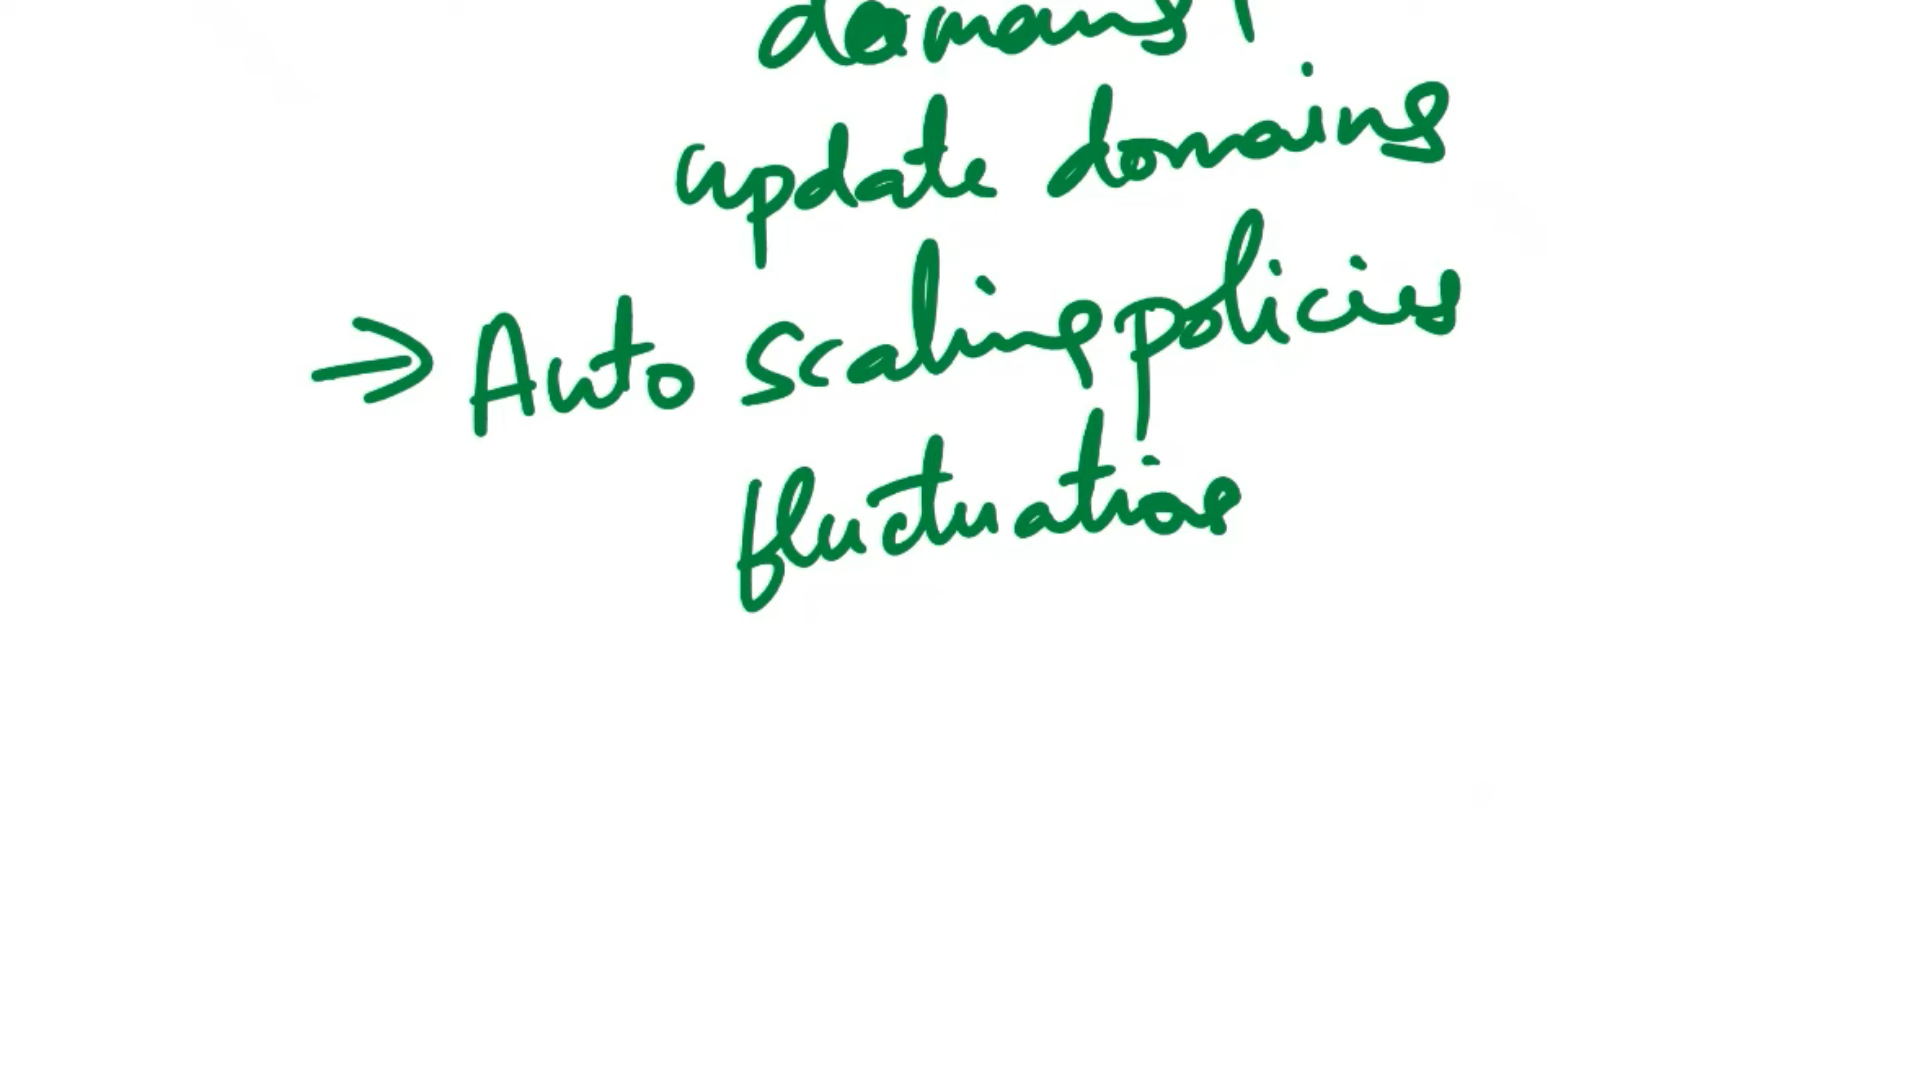 domains
update domains
→ Auto scaling policies
fluctuation